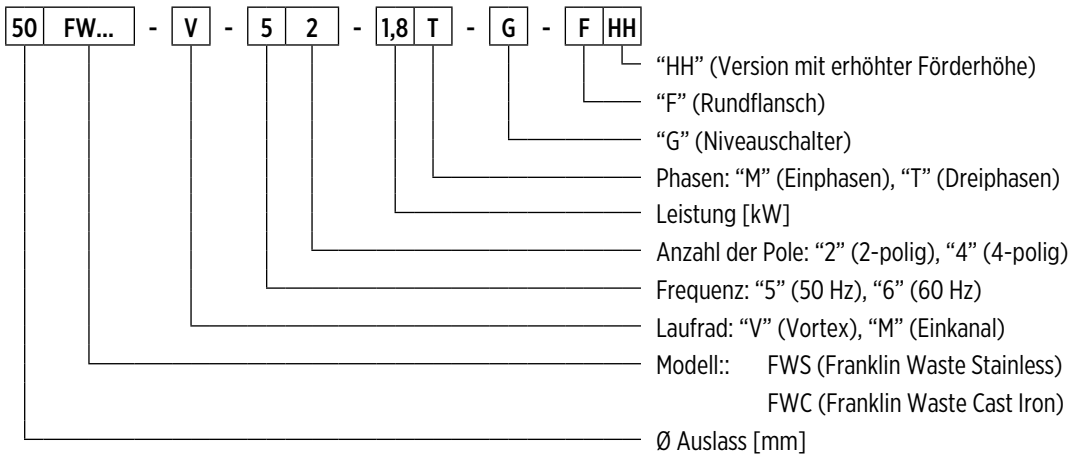 50 FW... - V - 5 2 - 1,8 T - G - F HH
“HH” (Version mit erhöhter Förderhöhe)
“F” (Rundflansch)
“G” (Niveauschalter)
Phasen: “M” (Einphasen), “T” (Dreiphasen)
Leistung [kW]
Anzahl der Pole: “2” (2-polig), “4” (4-polig)
Frequenz: “5” (50 Hz), “6” (60 Hz)
Laufrad: “V” (Vortex), “M” (Einkanal)
Modell:: FWS (Franklin Waste Stainless)
FWC (Franklin Waste Cast Iron)
Ø Auslass [mm]